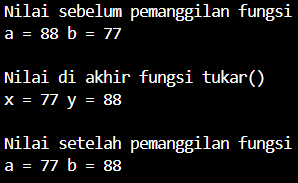 Nilai sebelum pemanggilan fungsi
a = 88 b = 77
Nilai di akhir fungsi tukar()
x = 77 y = 88
Nilai setelah pemanggilan fungsi
a = 77 b = 88